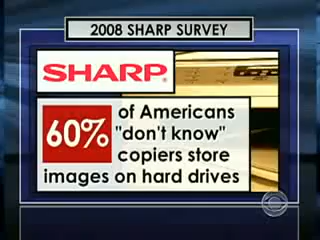 2008 SHARP SURVEY
SHARP®
60%
of Americans
"don't know"
copiers store
images on hard drives